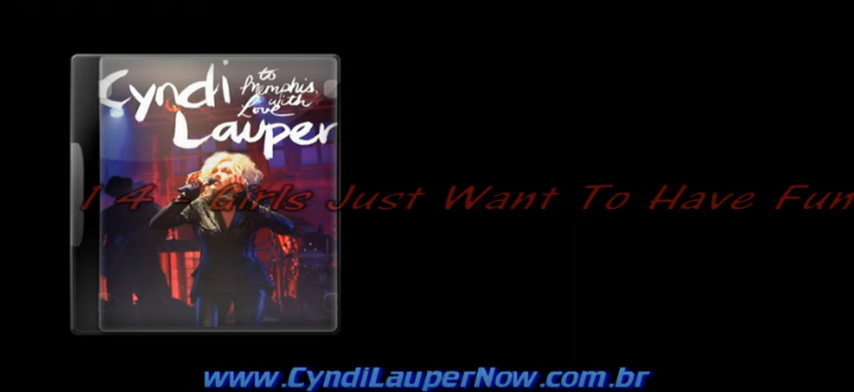 Cyndi
to
Memphis,
with
Love
Lauper
14 - Girls Just Want To Have Fun
www.CyndiLauperNow.com.br